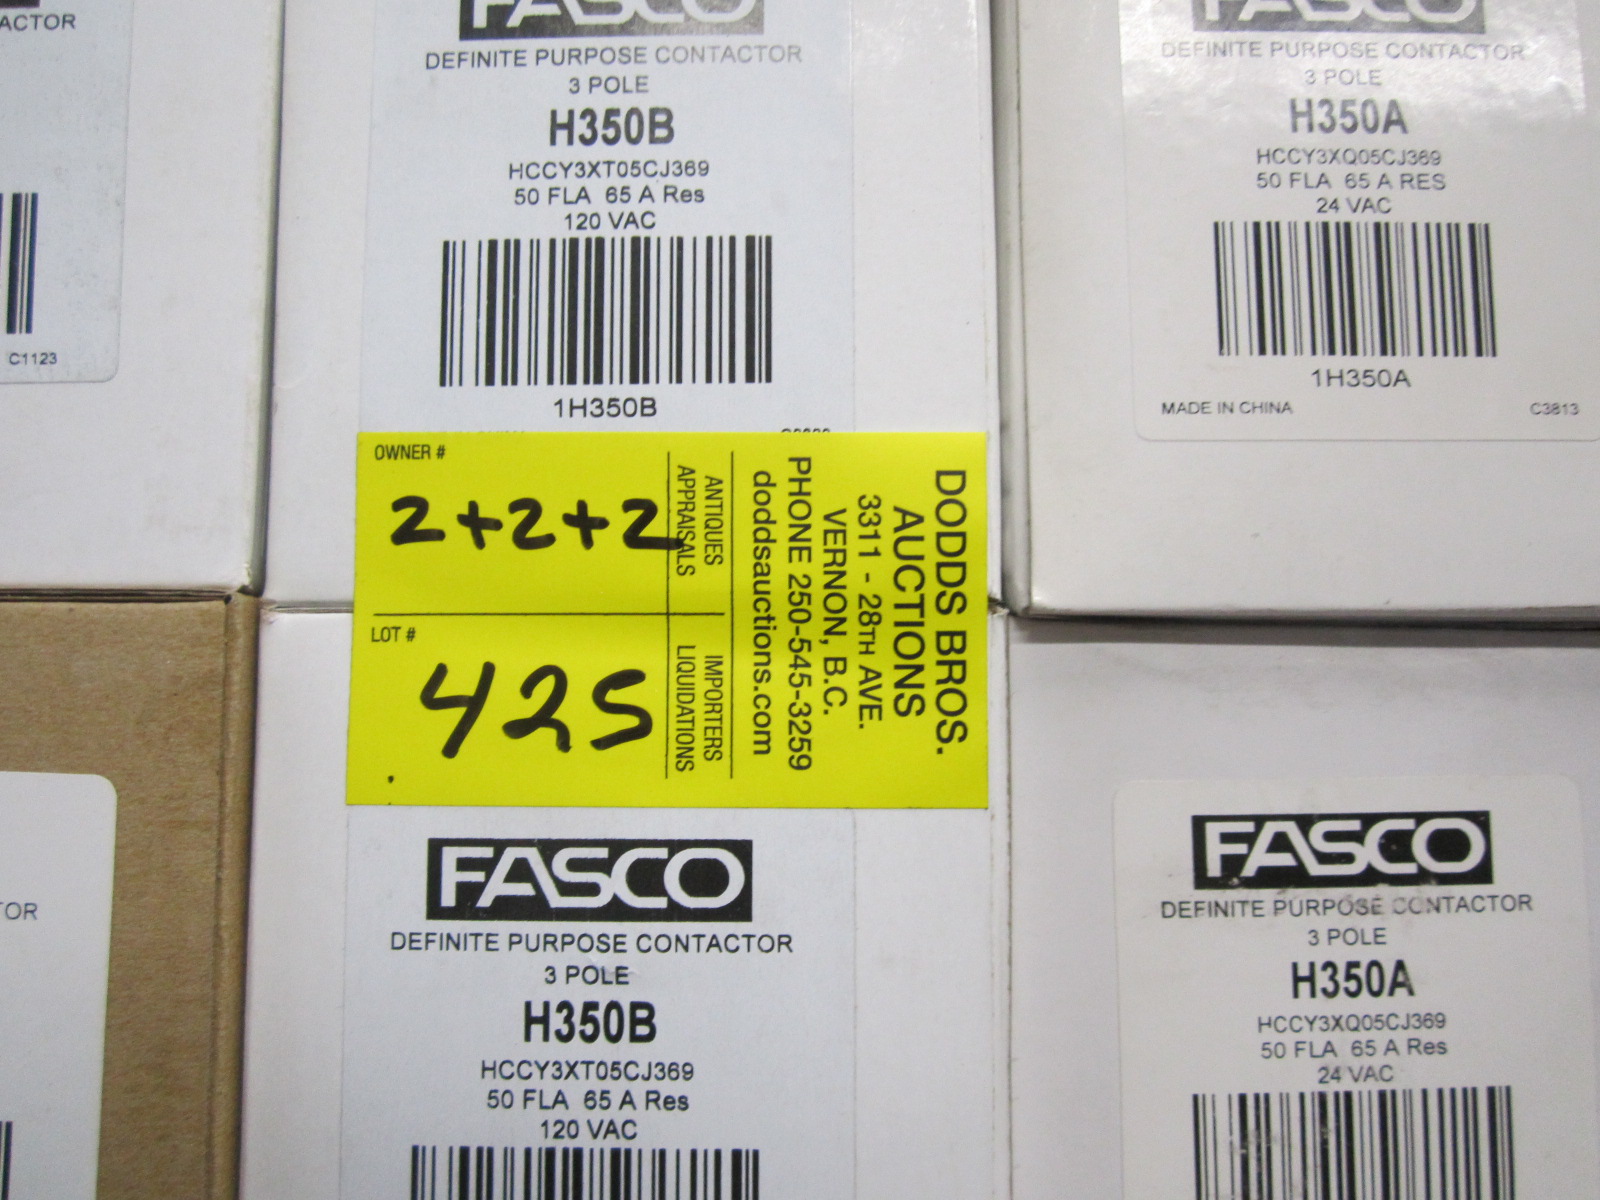 ACTOR
C1123
FASCO
DEFINITE PURPOSE CONTACTOR
3 POLE
H350B
HCCY3XT05CJ369
50 FLA 65 A Res
120 VAC
1H350B
FASCO
DEFINITE PURPOSE CONTACTOR
3 POLE
H350A
HCCY3XQ05CJ369
50 FLA 65 A RES
24 VAC
1H350A
MADE IN CHINA C3813
OWNER #
2+2+2
LOT #
425
ANTIQUES IMPORTERS
APPRAISALS LIQUIDATIONS
DODDS BROS.
AUCTIONS
3311 - 28TH AVE.
VERNON, B.C.
PHONE 250-545-3259
doddsauctions.com
TOR
FASCO
DEFINITE PURPOSE CONTACTOR
3 POLE
H350B
HCCY3XT05CJ369
50 FLA 65 A Res
120 VAC
FASCO
DEFINITE PURPOSE CONTACTOR
3 POLE
H350A
HCCY3XQ05CJ369
50 FLA 65 A Res
24 VAC